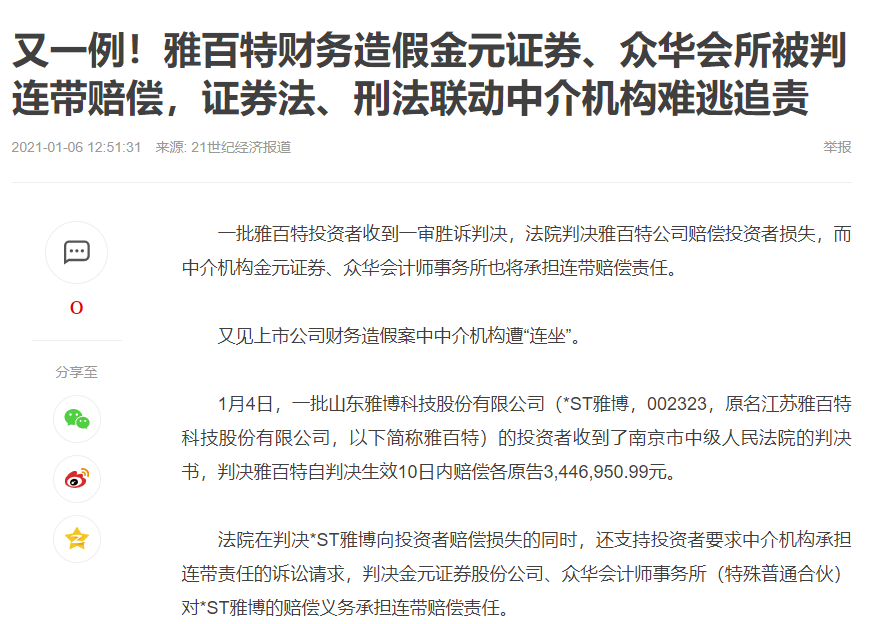 又一例！雅百特财务造假金元证券、众华会所被判
连带赔偿，证券法、刑法联动中介机构难逃追责
2021-01-06 12:51:31 来源: 21世纪经济报道 举报
一批雅百特投资者收到一审胜诉判决，法院判决雅百特公司赔偿投资者损失，而
中介机构金元证券、众华会计师事务所也将承担连带赔偿责任。
0
又见上市公司财务造假案中中介机构遭“连坐”。
分享至
1月4日，一批山东雅博科技股份有限公司（*ST雅博，002323，原名江苏雅百特
科技股份有限公司，以下简称雅百特）的投资者收到了南京市中级人民法院的判决
书，判决雅百特自判决生效10日内赔偿各原告3,446,950.99元。
法院在判决*ST雅博向投资者赔偿损失的同时，还支持投资者要求中介机构承担
连带责任的诉讼请求，判决金元证券股份公司、众华会计师事务所（特殊普通合伙）
对*ST雅博的赔偿义务承担连带赔偿责任。